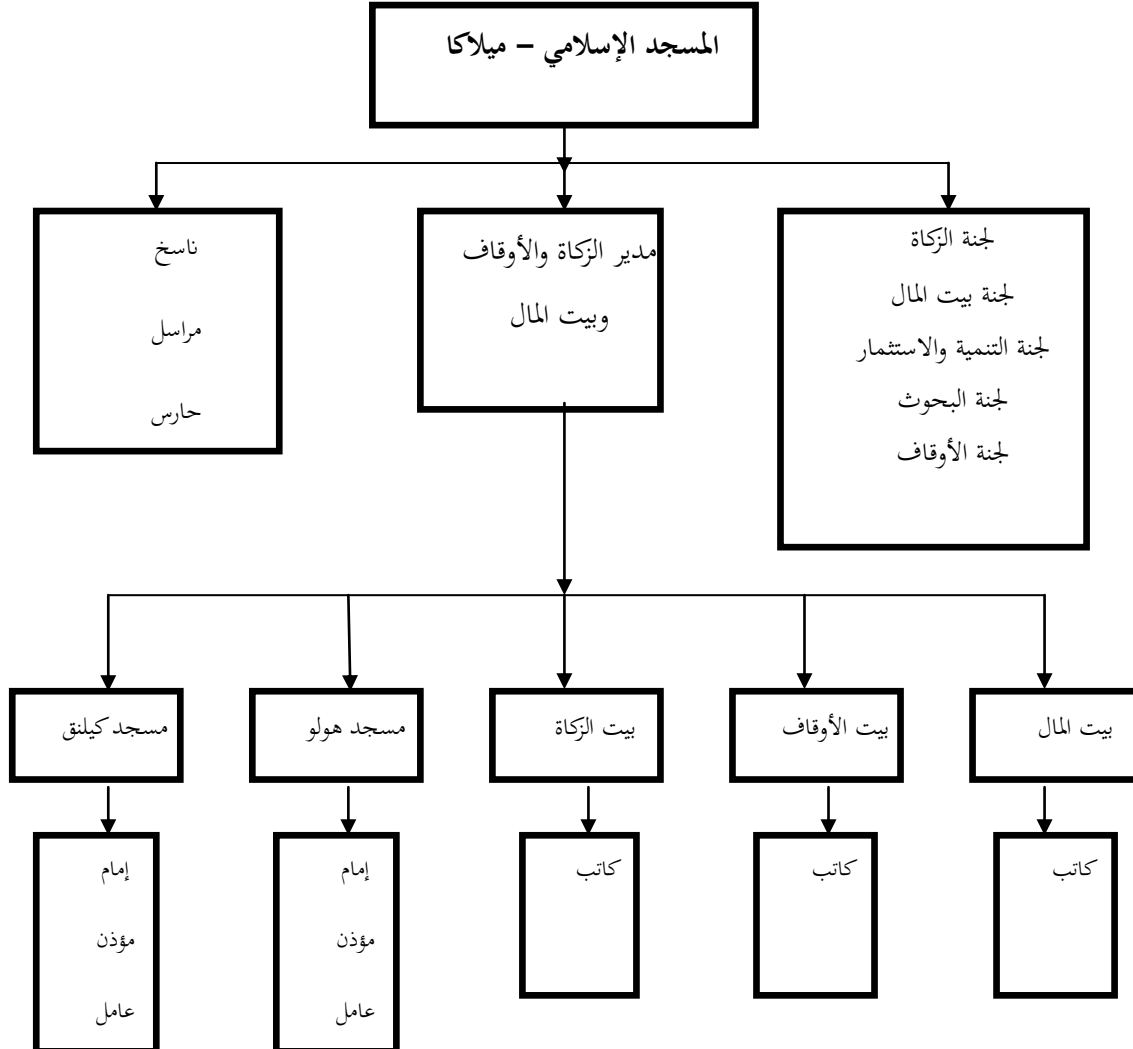 المسجد الإسلامي – ميلاكا
لجنة الزكاة
لجنة بيت المال
لجنة التنمية والاستثمار
لجنة البحوث
لجنة الأوقاف
مدير الزكاة والأوقاف
وبيت المال
ناسخ
مراسل
حارس
بيت المال
بيت الأوقاف
بيت الزكاة
مسجد هولو
مسجد كيلنق
كاتب
كاتب
كاتب
إمام
مؤذن
عامل
إمام
مؤذن
عامل